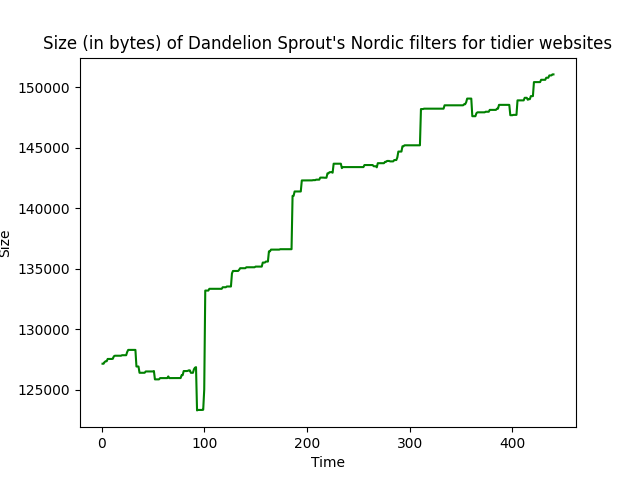 Size (in bytes) of Dandelion Sprout's Nordic filters for tidier websites
150000
145000
140000
135000
130000
125000
Size
0 100 200 300 400
Time